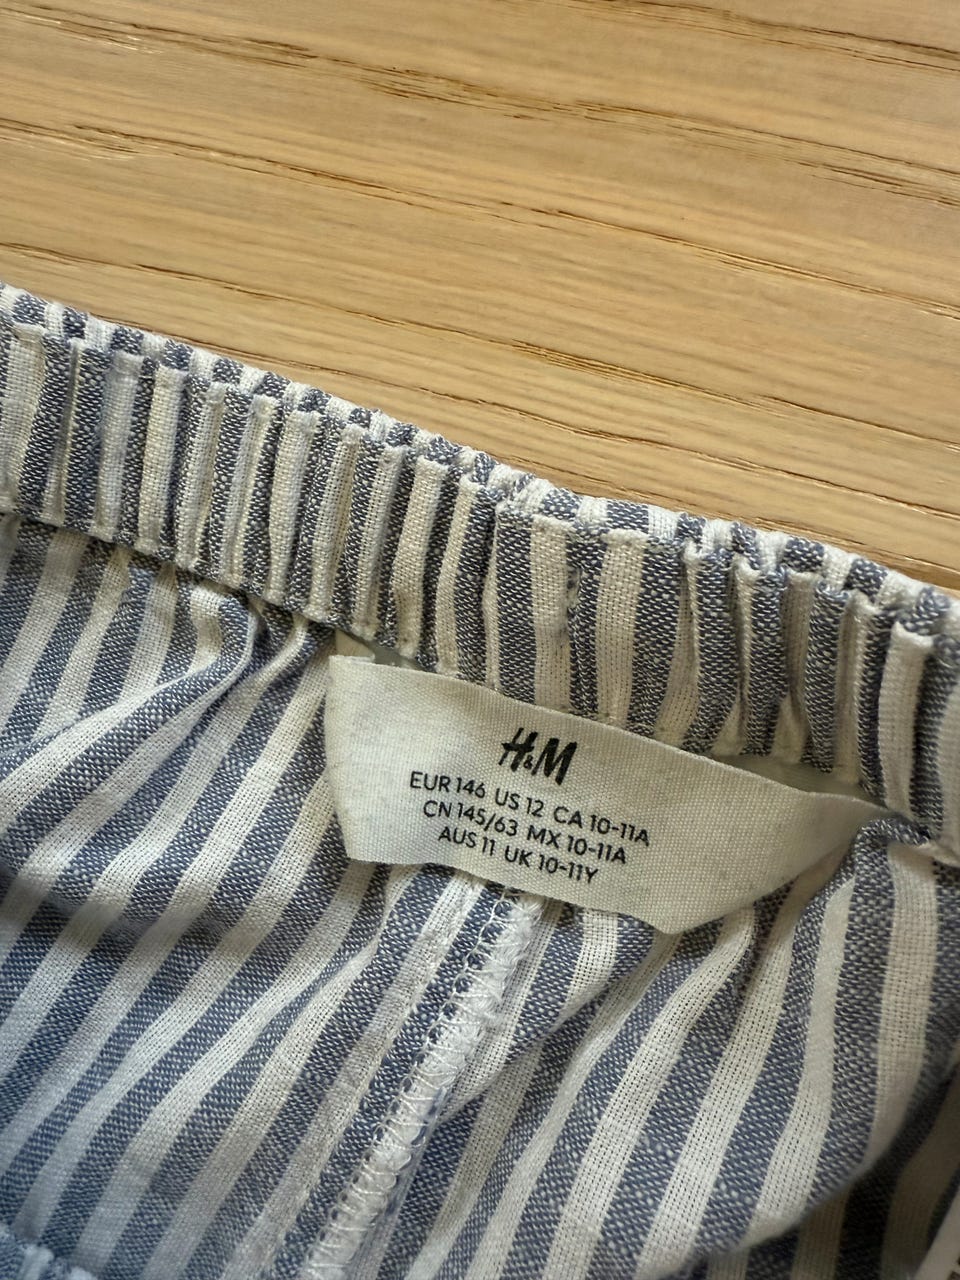 H&M
EUR 146 US 12 CA 10-11A
CN 145/63 MX 10-11A
AUS 11 UK 10-11Y